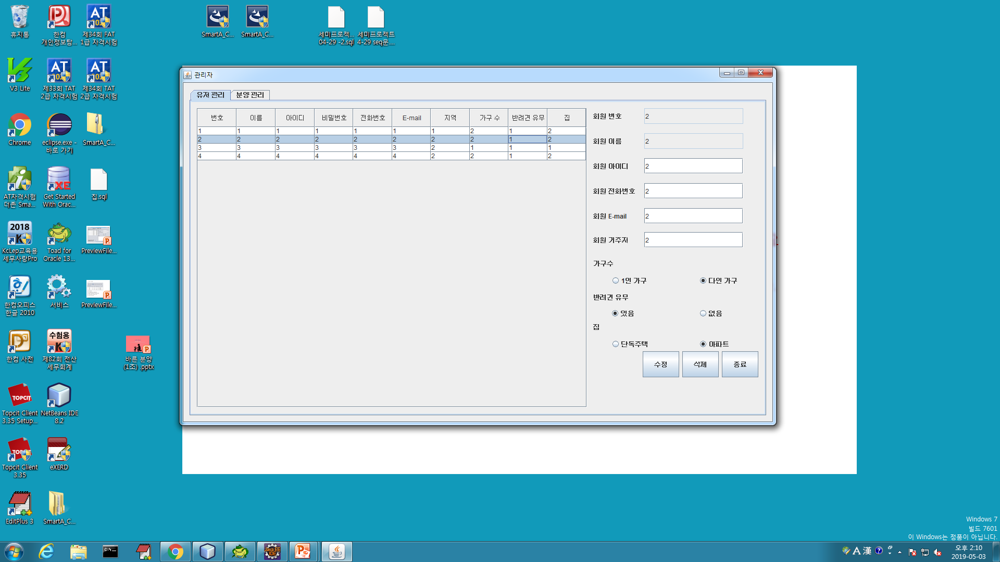 휴지통
한컴
개인정보탐...
제34회 FAT
1급 자격시험
SmartA_C...
SmartA_C...
세미프로젝...
04-29 -2.sql
세미프로젝트
4-29 seq문....
V3 Lite
제33회 TAT
2급 자격시험
제34회 TAT
2급 자격시험
Chrome
eclipse.exe -
바로 가기
SmartA_C...
AT자격시험
더존 Sma...
Get Started
With Orac...
집.sql
2018
KcLep교육용
세무사랑Pro
Toad for
Oracle 13...
PreviewFile...
한컴오피스
한글 2010
서비스
PreviewFile...
한컴 사전
수험용
제82회 전산
세무회계
바른 분양
(1조) .pptx
TOPCIT
Topcit Client
3.35 Setup...
NetBeans IDE
8.2
Topcit Client
3.35
eXERD
EditPlus 3
SmartA_C...
관리자
유저 관리
분양 관리
번호 이름 아이디 비밀번호 전화번호 E-mail 지역 가구 수 반려견 유무 집
1 1 1 1 1 1 1 2 1 2
2 2 2 2 2 2 2 2 1 2
3 3 3 3 3 3 2 1 1 1
4 4 4 4 4 4 2 2 1 2
회원 번호 2
회원 이름 2
회원 아이디 2
회원 전화번호 2
회원 E-mail 2
회원 거주지 2
가구수
1인 가구 다인 가구
반려견 유무
있음 없음
집
단독주택 아파트
수정 삭제 종료
Windows 7
빌드 7601
이 Windows는 정품이 아닙니다.
A 漢
오후 2:10
2019-05-03